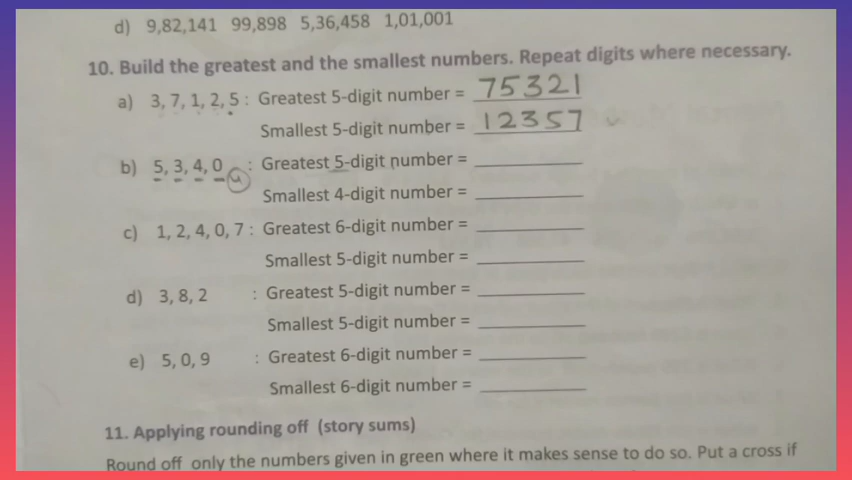 d) 9,82,141 99,898 5,36,458 1,01,001
10. Build the greatest and the smallest numbers. Repeat digits where necessary.
a) 3, 7, 1, 2, 5 : Greatest 5-digit number = 75321
Smallest 5-digit number = 12357
b) 5, 3, 4, 0 : Greatest 5-digit number =
4
Smallest 4-digit number =
c) 1, 2, 4, 0, 7 : Greatest 6-digit number =
Smallest 5-digit number =
d) 3, 8, 2 : Greatest 5-digit number =
Smallest 5-digit number =
e) 5, 0, 9 : Greatest 6-digit number =
Smallest 6-digit number =
11. Applying rounding off (story sums)
Round off only the numbers given in green where it makes sense to do so. Put a cross if